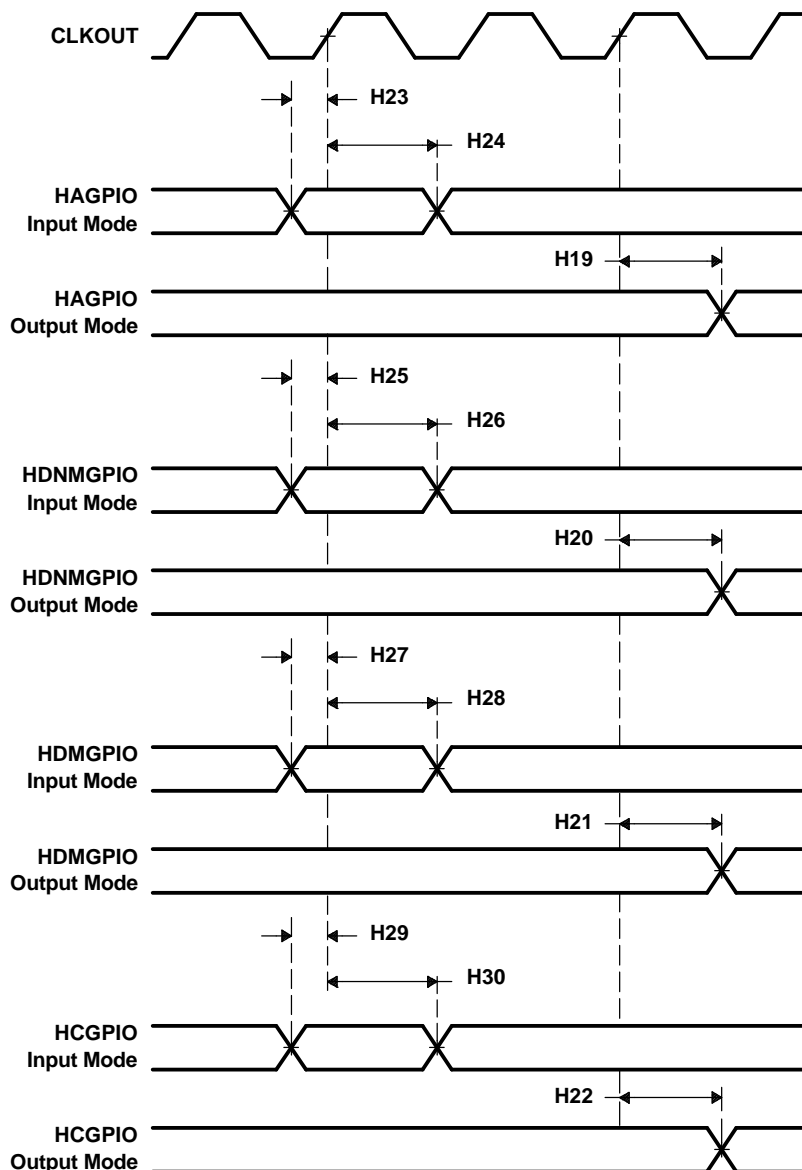 CLKOUT
H23
H24
HAGPIO
Input Mode
H19
HAGPIO
Output Mode
H25
H26
HDNMGPIO
Input Mode
H20
HDNMGPIO
Output Mode
H27
H28
HDMGPIO
Input Mode
H21
HDMGPIO
Output Mode
H29
H30
HCGPIO
Input Mode
H22
HCGPIO
Output Mode